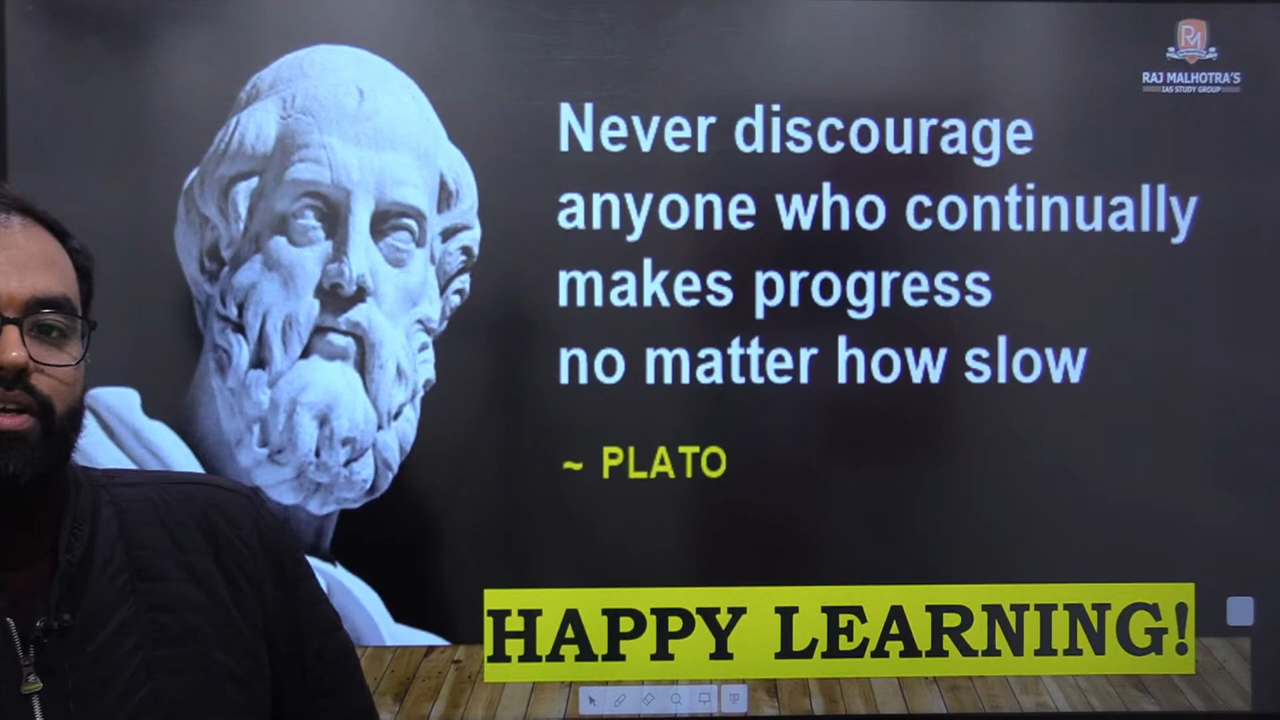 RM
RAJ MALHOTRA'S
IAS STUDY GROUP
Never discourage
anyone who continually
makes progress
no matter how slow
~ PLATO
HAPPY LEARNING!